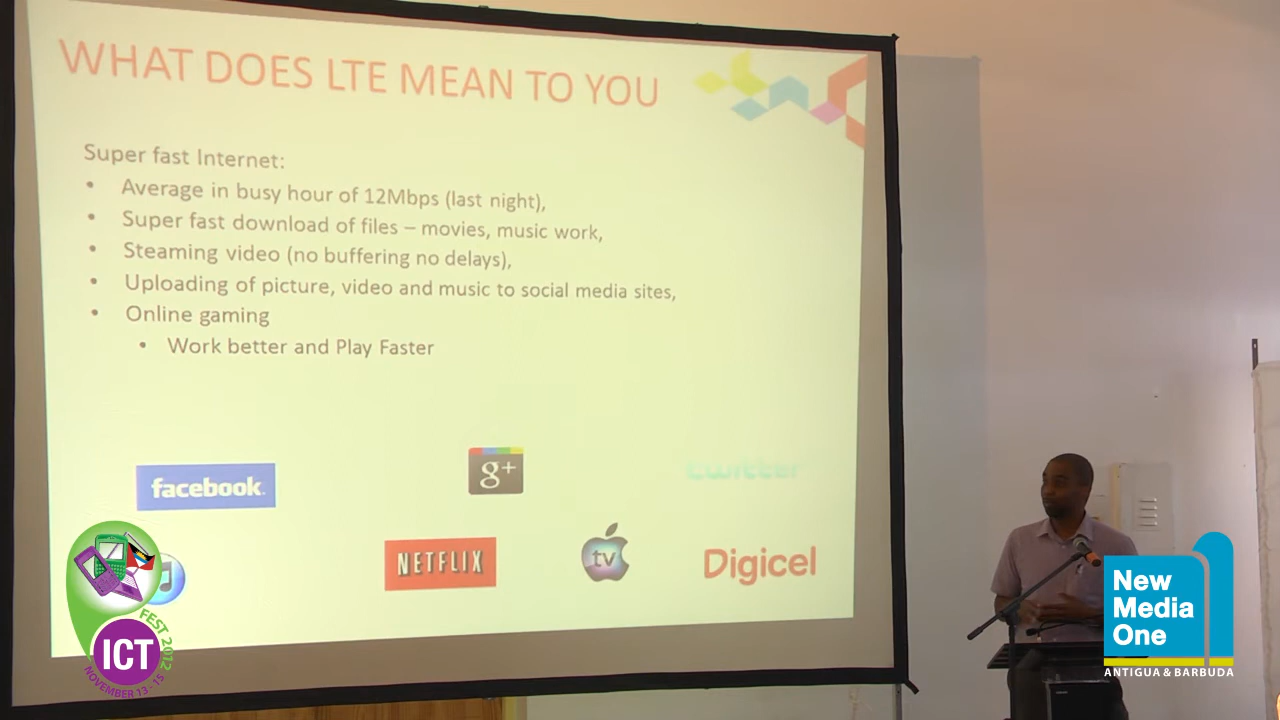 WHAT DOES LTE MEAN TO YOU
Super fast Internet:
• Average in busy hour of 12Mbps (last night),
• Super fast download of files – movies, music work,
• Steaming video (no buffering no delays),
• Uploading of picture, video and music to social media sites,
• Online gaming
• Work better and Play Faster
facebook.
g+
twitter
NETFLIX
tv
Digicel
ICT
FEST 2012
NOVEMBER 13 - 15
New
Media
One
ANTIGUA & BARBUDA